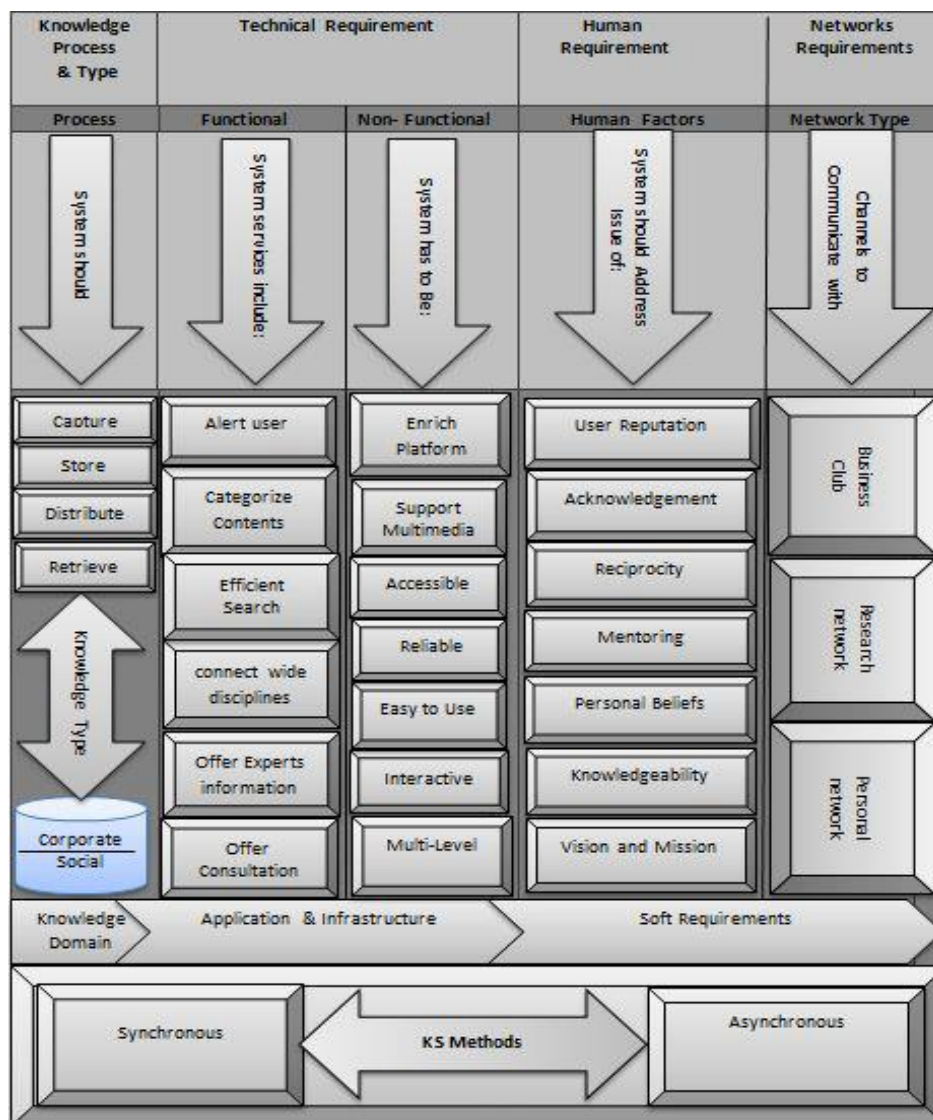 Knowledge
Process
& Type
Technical Requirement
Human
Requirement
Networks
Requirements
Process
Functional
Non- Functional
Human Factors
Network Type
System should
System services include:
System has to Be:
System should Address
Issue of:
Channels to
Communicate with
Capture
Store
Distribute
Retrieve
Knowledge Type
Corporate
Social
Alert user
Categorize
Contents
Efficient
Search
connect wide
disciplines
Offer Experts
information
Offer
Consultation
Enrich
Platform
Support
Multimedia
Accessible
Reliable
Easy to Use
Interactive
Multi-Level
User Reputation
Acknowledgement
Reciprocity
Mentoring
Personal Beliefs
Knowledgeability
Vision and Mission
Business
Club
Research
network
Personal
network
Knowledge
Domain
Application & Infrastructure
Soft Requirements
Synchronous
KS Methods
Asynchronous